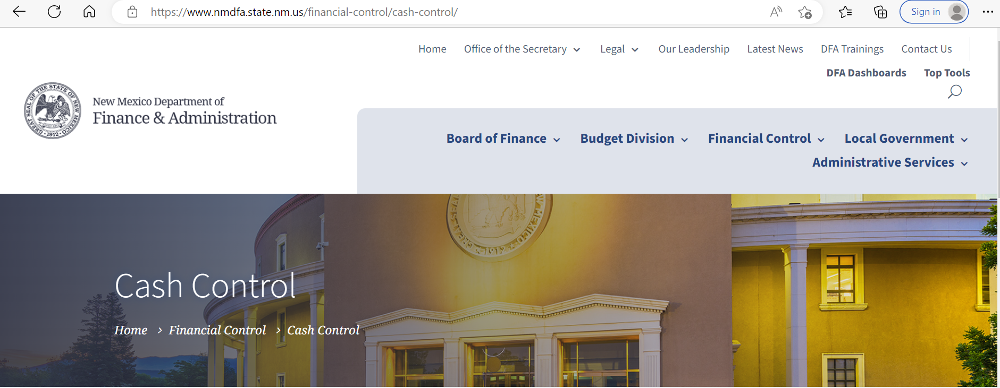 https://www.nmdfa.state.nm.us/financial-control/cash-control/
Sign in
Home Office of the Secretary Legal Our Leadership Latest News DFA Trainings Contact Us
DFA Dashboards Top Tools
GREAT SEAL OF THE STATE OF NEW MEXICO
·1912·
New Mexico Department of
Finance & Administration
Board of Finance Budget Division Financial Control Local Government
Administrative Services
Cash Control
Home > Financial Control > Cash Control